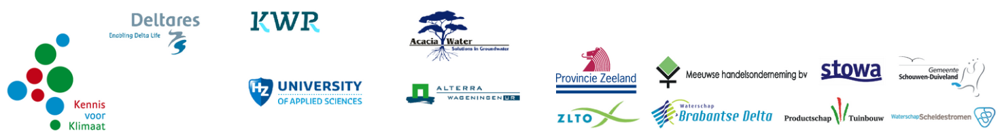 Deltares
Enabling Delta Life
Kennis
voor
Klimaat
KWR
HZ UNIVERSITY
OF APPLIED SCIENCES
Acacia Water
Solutions in Groundwater
ALTERRA
WAGENINGEN UR
Provincie Zeeland
Meeuwse handelsonderneming bv
stowa
Gemeente
Schouwen-Duiveland
ZLTO
Waterschap
Brabantse Delta
Productschap Tuinbouw
Waterschap Scheldestromen